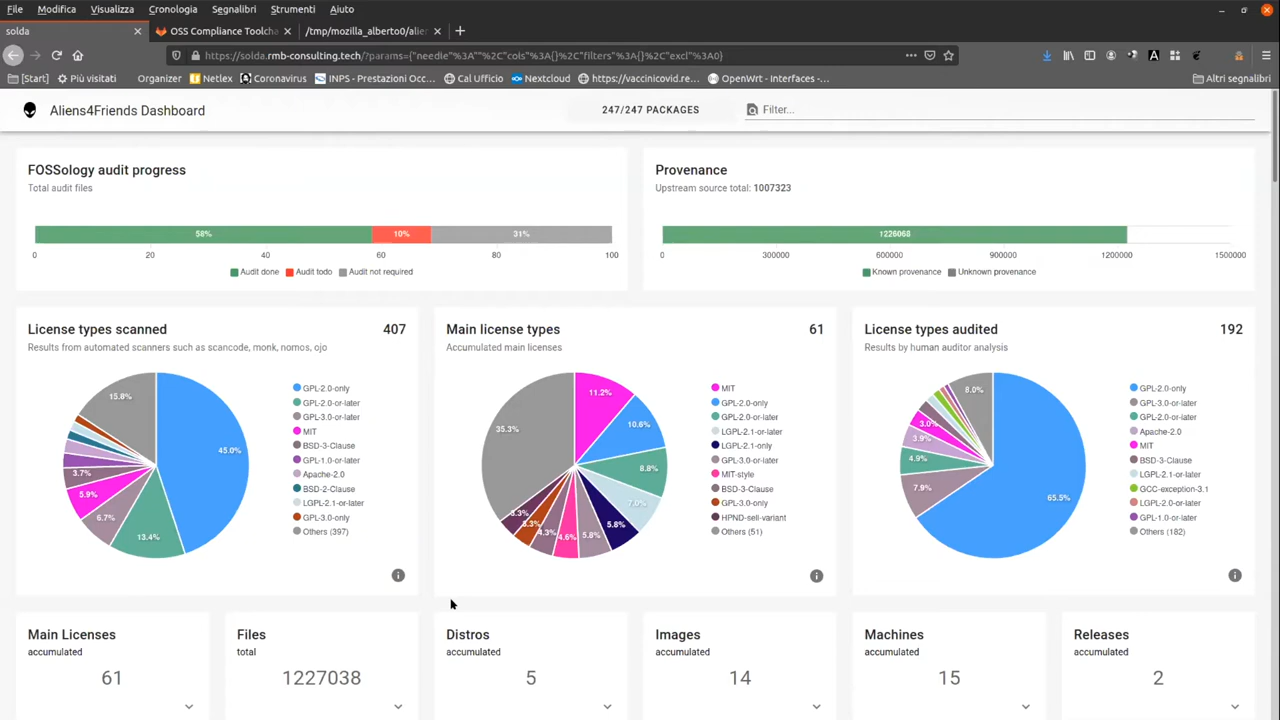 File Modifica Visualizza Cronologia Segnalibri Strumenti Aiuto
solda × OSS Compliance Toolcha × /tmp/mozilla_alberto0/alien × +
https://solda.rmb-consulting.tech/?params={"needle"%3A""%2C"cols"%3A{}%2C"filters"%3A{}%2C"excl"%3A0}
[Start] Più visitati Organizer Netlex Coronavirus INPS - Prestazioni Occ... Cal Ufficio Nextcloud https://vaccinicovid.re... OpenWrt - Interfaces -... Altri segnalibri
Aliens4Friends Dashboard 247/247 PACKAGES Filter...
FOSSology audit progress
Total audit files
58% 10% 31%
0 20 40 60 80 100
Audit done Audit todo Audit not required
Provenance
Upstream source total: 1007323
1226068
0 300000 600000 900000 1200000 1500000
Known provenance Unknown provenance
License types scanned 407
Results from automated scanners such as scancode, monk, nomos, ojo
15.8%
45.0%
3.7%
5.9%
6.7%
13.4%
GPL-2.0-only
GPL-2.0-or-later
GPL-3.0-or-later
MIT
BSD-3-Clause
GPL-1.0-or-later
Apache-2.0
BSD-2-Clause
LGPL-2.1-or-later
GPL-3.0-only
Others (397)
Main license types 61
Accumulated main licenses
11.2%
10.6%
35.3%
8.8%
7.0%
3.3%
3.3%
5.8%
4.3%
4.6%
5.8%
MIT
GPL-2.0-only
GPL-2.0-or-later
LGPL-2.1-or-later
LGPL-2.1-only
GPL-3.0-or-later
MIT-style
BSD-3-Clause
GPL-3.0-only
HPND-sell-variant
Others (51)
License types audited 192
Results by human auditor analysis
8.0%
3.0%
3.9%
4.9%
7.9%
65.5%
GPL-2.0-only
GPL-3.0-or-later
GPL-2.0-or-later
Apache-2.0
MIT
BSD-3-Clause
LGPL-2.1-or-later
GCC-exception-3.1
LGPL-2.0-or-later
GPL-1.0-or-later
Others (182)
Main Licenses
accumulated
61
Files
total
1227038
Distros
accumulated
5
Images
accumulated
14
Machines
accumulated
15
Releases
accumulated
2